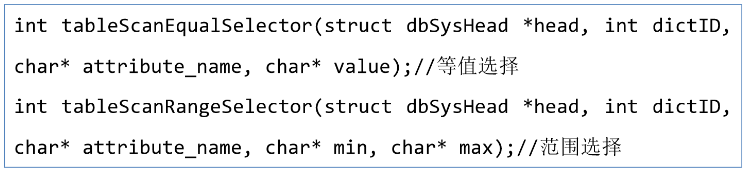 int tableScanEqualSelector(struct dbSysHead *head, int dictID,
char* attribute_name, char* value);//等值选择
int tableScanRangeSelector(struct dbSysHead *head, int dictID,
char* attribute_name, char* min, char* max);//范围选择